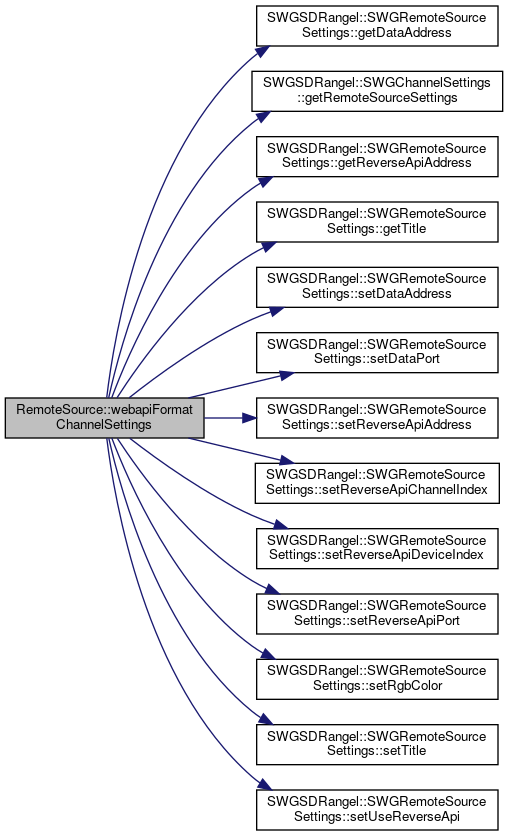 SWGSDRangel::SWGRemoteSource
Settings::getDataAddress
SWGSDRangel::SWGChannelSettings
::getRemoteSourceSettings
SWGSDRangel::SWGRemoteSource
Settings::getReverseApiAddress
SWGSDRangel::SWGRemoteSource
Settings::getTitle
SWGSDRangel::SWGRemoteSource
Settings::setDataAddress
SWGSDRangel::SWGRemoteSource
Settings::setDataPort
RemoteSource::webapiFormat
ChannelSettings
SWGSDRangel::SWGRemoteSource
Settings::setReverseApiAddress
SWGSDRangel::SWGRemoteSource
Settings::setReverseApiChannelIndex
SWGSDRangel::SWGRemoteSource
Settings::setReverseApiDeviceIndex
SWGSDRangel::SWGRemoteSource
Settings::setReverseApiPort
SWGSDRangel::SWGRemoteSource
Settings::setRgbColor
SWGSDRangel::SWGRemoteSource
Settings::setTitle
SWGSDRangel::SWGRemoteSource
Settings::setUseReverseApi